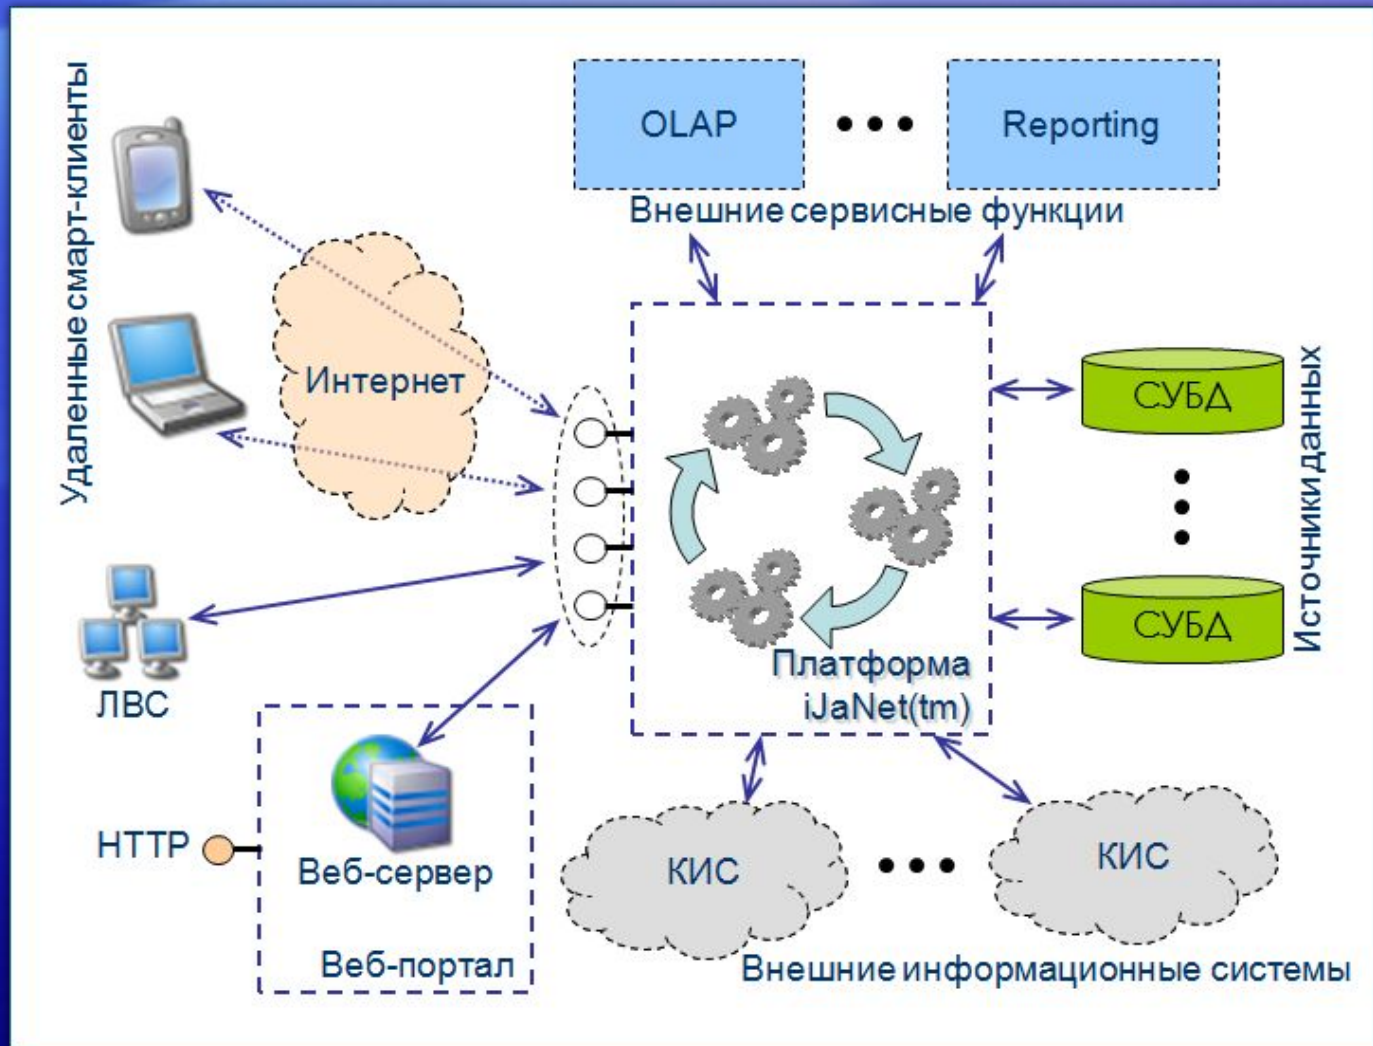 OLAP
Reporting
Внешние сервисные функции
Удаленные смарт-клиенты
Интернет
СУБД
СУБД
Источники данных
Платформа
iJaNet(tm)
ЛВС
HTTP
Веб-сервер
Веб-портал
КИС
КИС
Внешние информационные системы